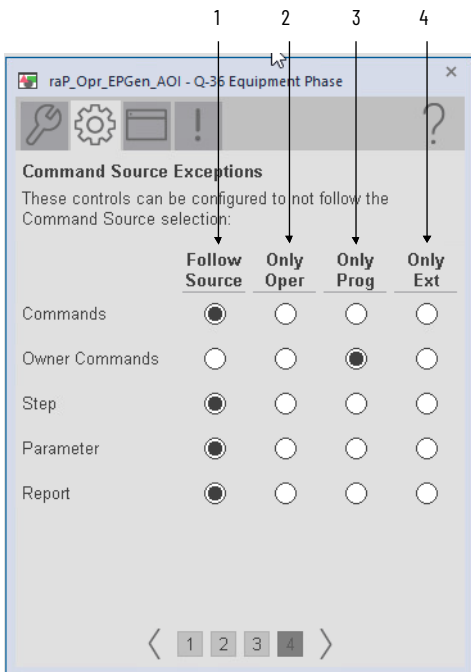 1 2 3 4
raP_Opr_EPGen_AOI - Q-36 Equipment Phase
Command Source Exceptions
These controls can be configured to not follow the
Command Source selection:
Follow Only Only Only
Source Oper Prog Ext
Commands
Owner Commands
Step
Parameter
Report
1 2 3 4